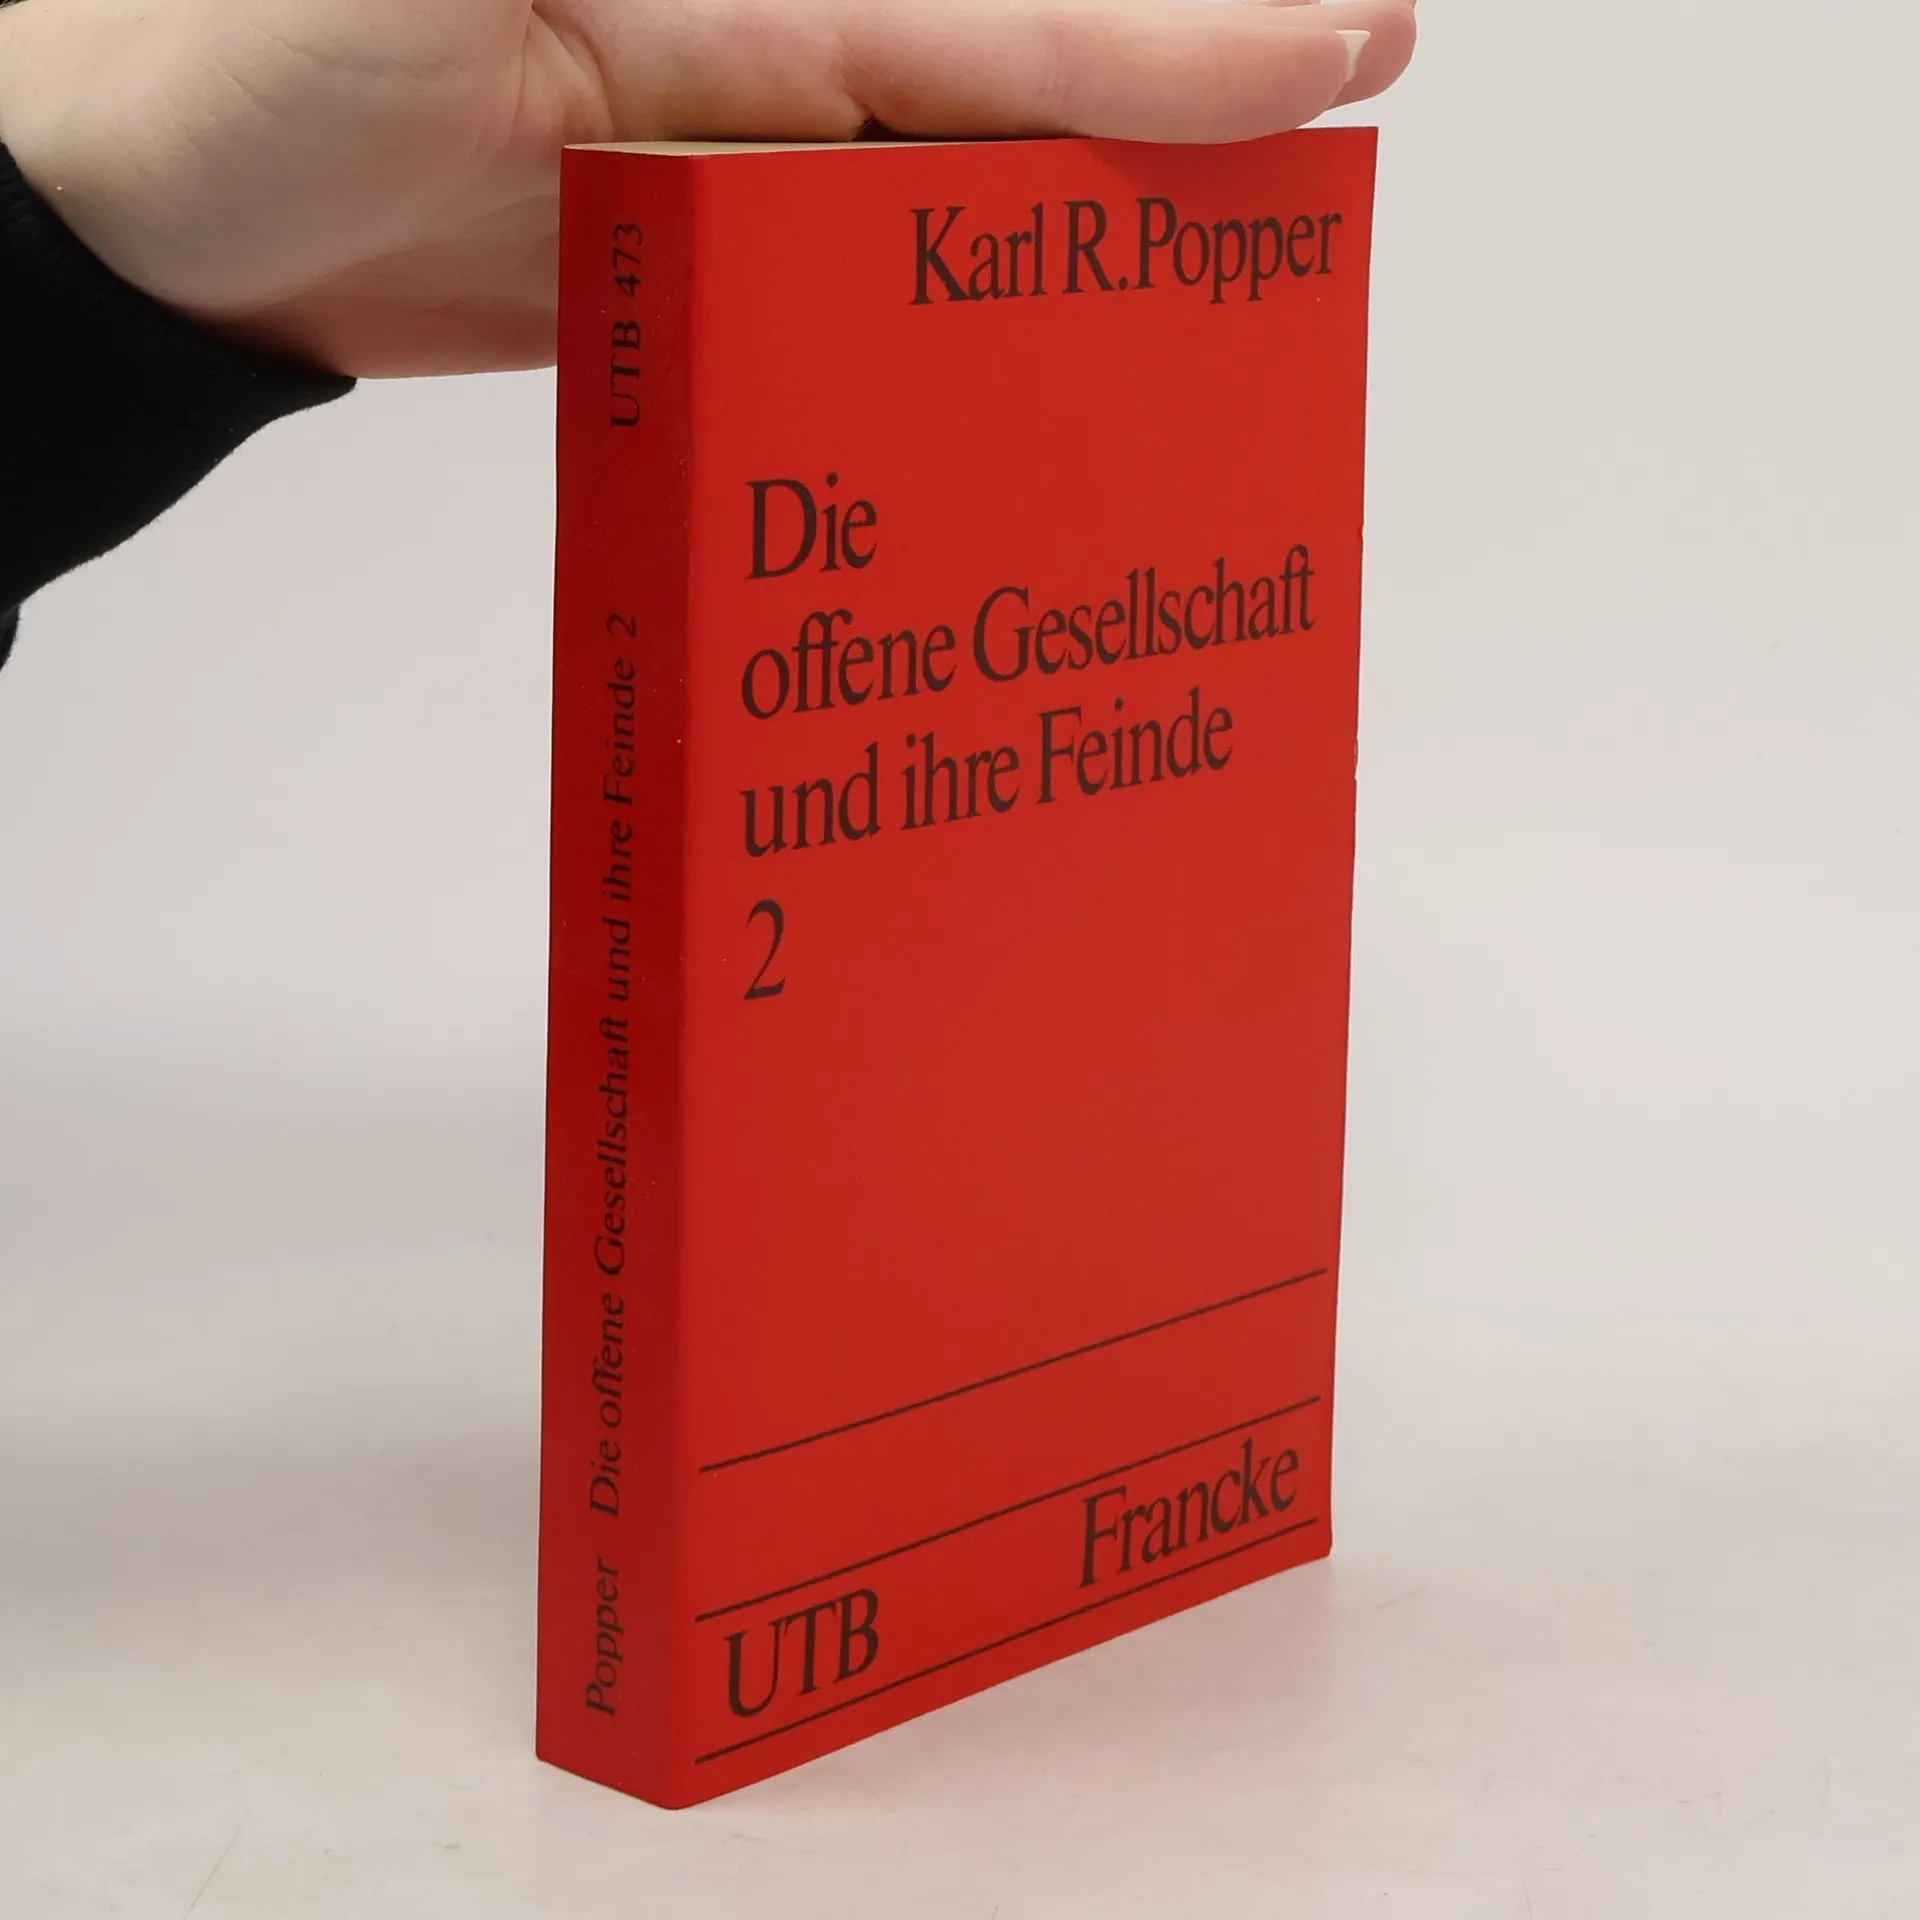 Karl R. Popper
Die
offene Gesellschaft
und ihre Feinde
2
Francke
UTB
Popper Die offene Gesellschaft und ihre Feinde 2 UTB 473